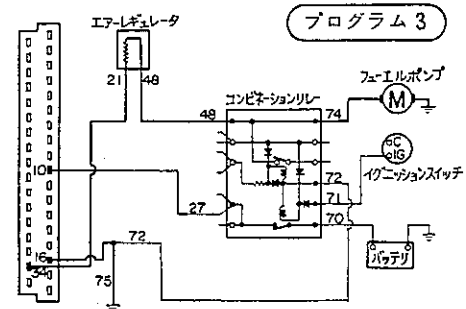 プログラム 3
エアーレギュレータ
21
48
フューエルポンプ
コンビネーションリレー
48
74
M
C
IG
10
72
イグニッションスイッチ
27
71
70
72
16
34
75
バッテリ